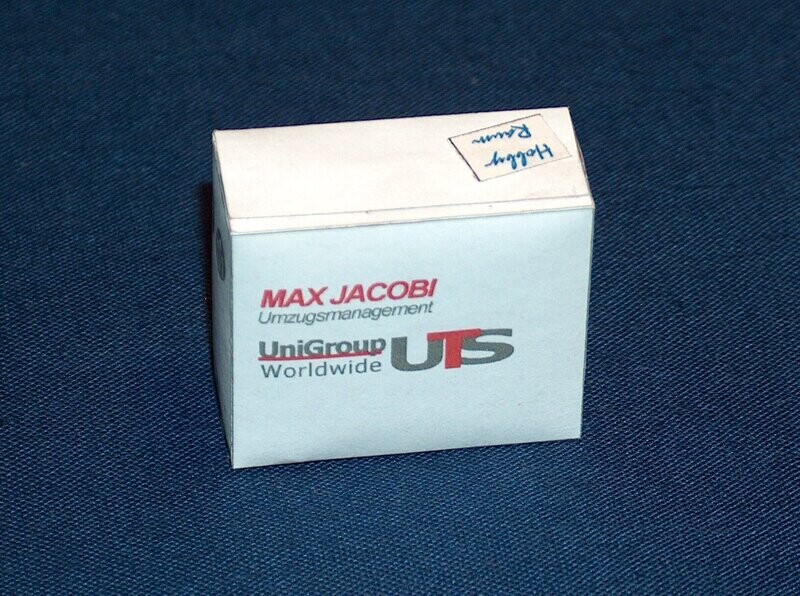 Hobby
Raum
MAX JACOBI
Umzugsmanagement
UniGroup
Worldwide
UTS